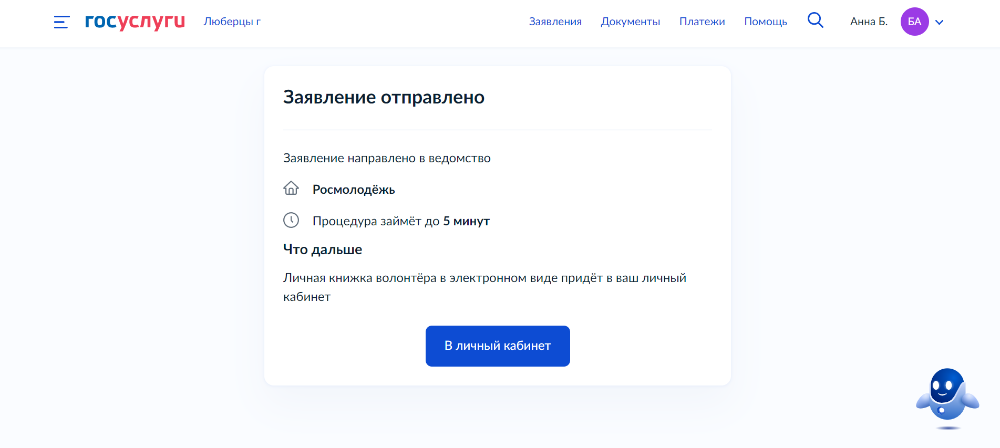 госуслуги Люберцы г Заявления Документы Платежи Помощь Анна Б. БА
Заявление отправлено
Заявление направлено в ведомство
Росмолодёжь
Процедура займёт до 5 минут
Что дальше
Личная книжка волонтёра в электронном виде придёт в ваш личный
кабинет
В личный кабинет